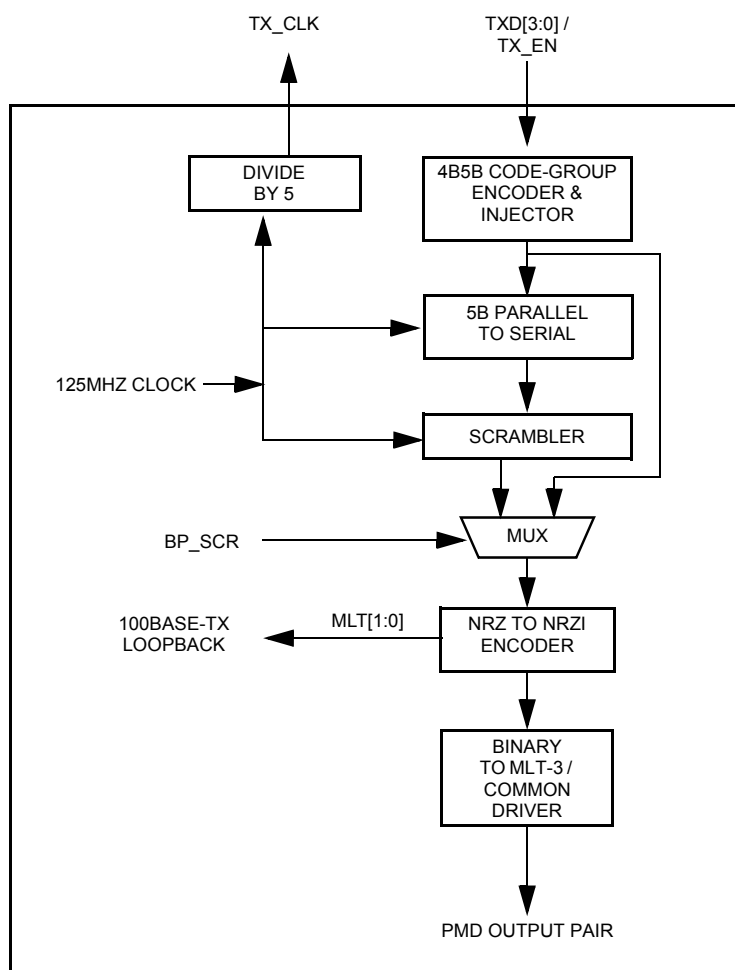 TX_CLK
TXD[3:0] /
TX_EN
DIVIDE
BY 5
4B5B CODE-GROUP
ENCODER &
INJECTOR
5B PARALLEL
TO SERIAL
125MHZ CLOCK
SCRAMBLER
BP_SCR
MUX
100BASE-TX
LOOPBACK
MLT[1:0]
NRZ TO NRZI
ENCODER
BINARY
TO MLT-3 /
COMMON
DRIVER
PMD OUTPUT PAIR